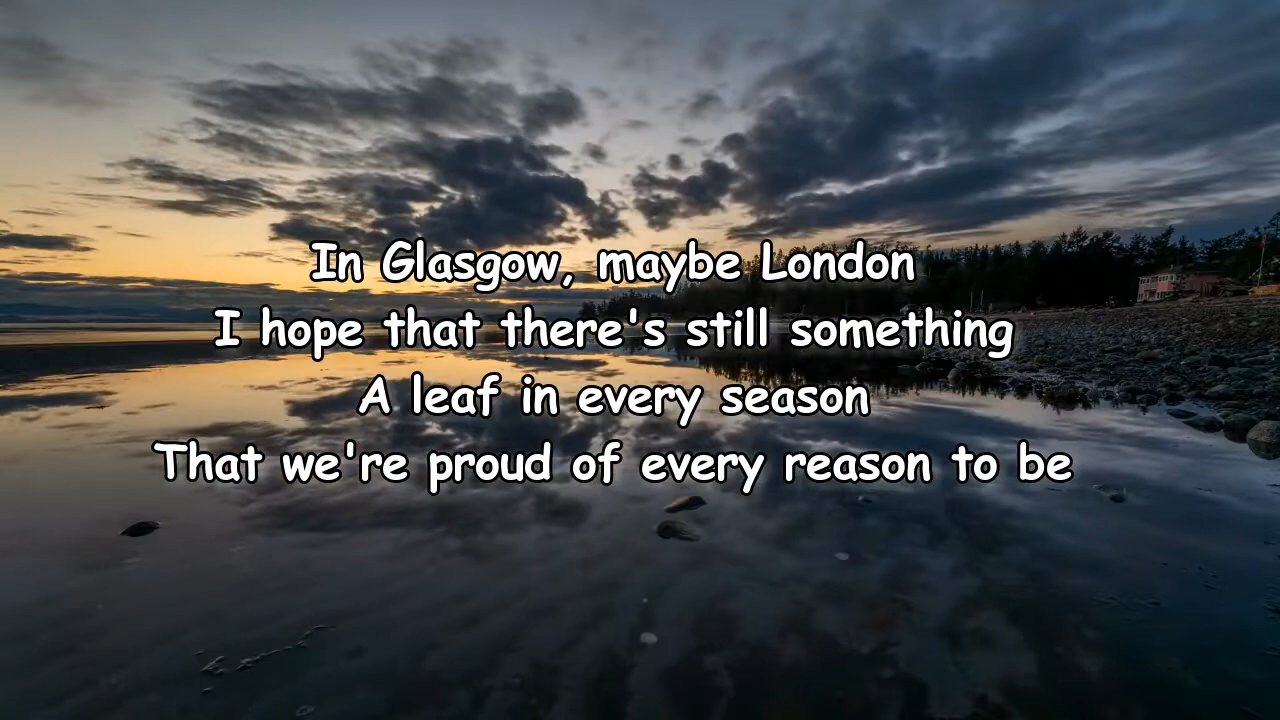 In Glasgow, maybe London
I hope that there's still something
A leaf in every season
That we're proud of every reason to be